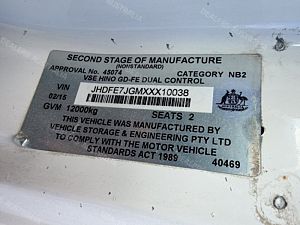 SECOND STAGE OF MANUFACTURE
(NONSTANDARD)
APPROVAL No. 45074 CATEGORY NB2
VSE HINO GD-FE DUAL CONTROL
VIN JHDFE7JGMXXX10038
02/15 SEATS 2
GVM 12000kg
THIS VEHICLE WAS MANUFACTURED BY
VEHICLE STORAGE & ENGINEERING PTY LTD
TO COMPLY WITH THE MOTOR VEHICLE
STANDARDS ACT 1989
40469